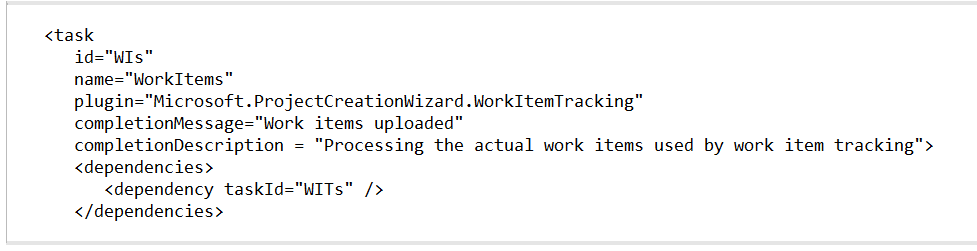 <task
id="WIs"
name="WorkItems"
plugin="Microsoft.ProjectCreationWizard.WorkItemTracking"
completionMessage="Work items uploaded"
completionDescription = "Processing the actual work items used by work item tracking">
<dependencies>
<dependency taskId="WITs" />
</dependencies>